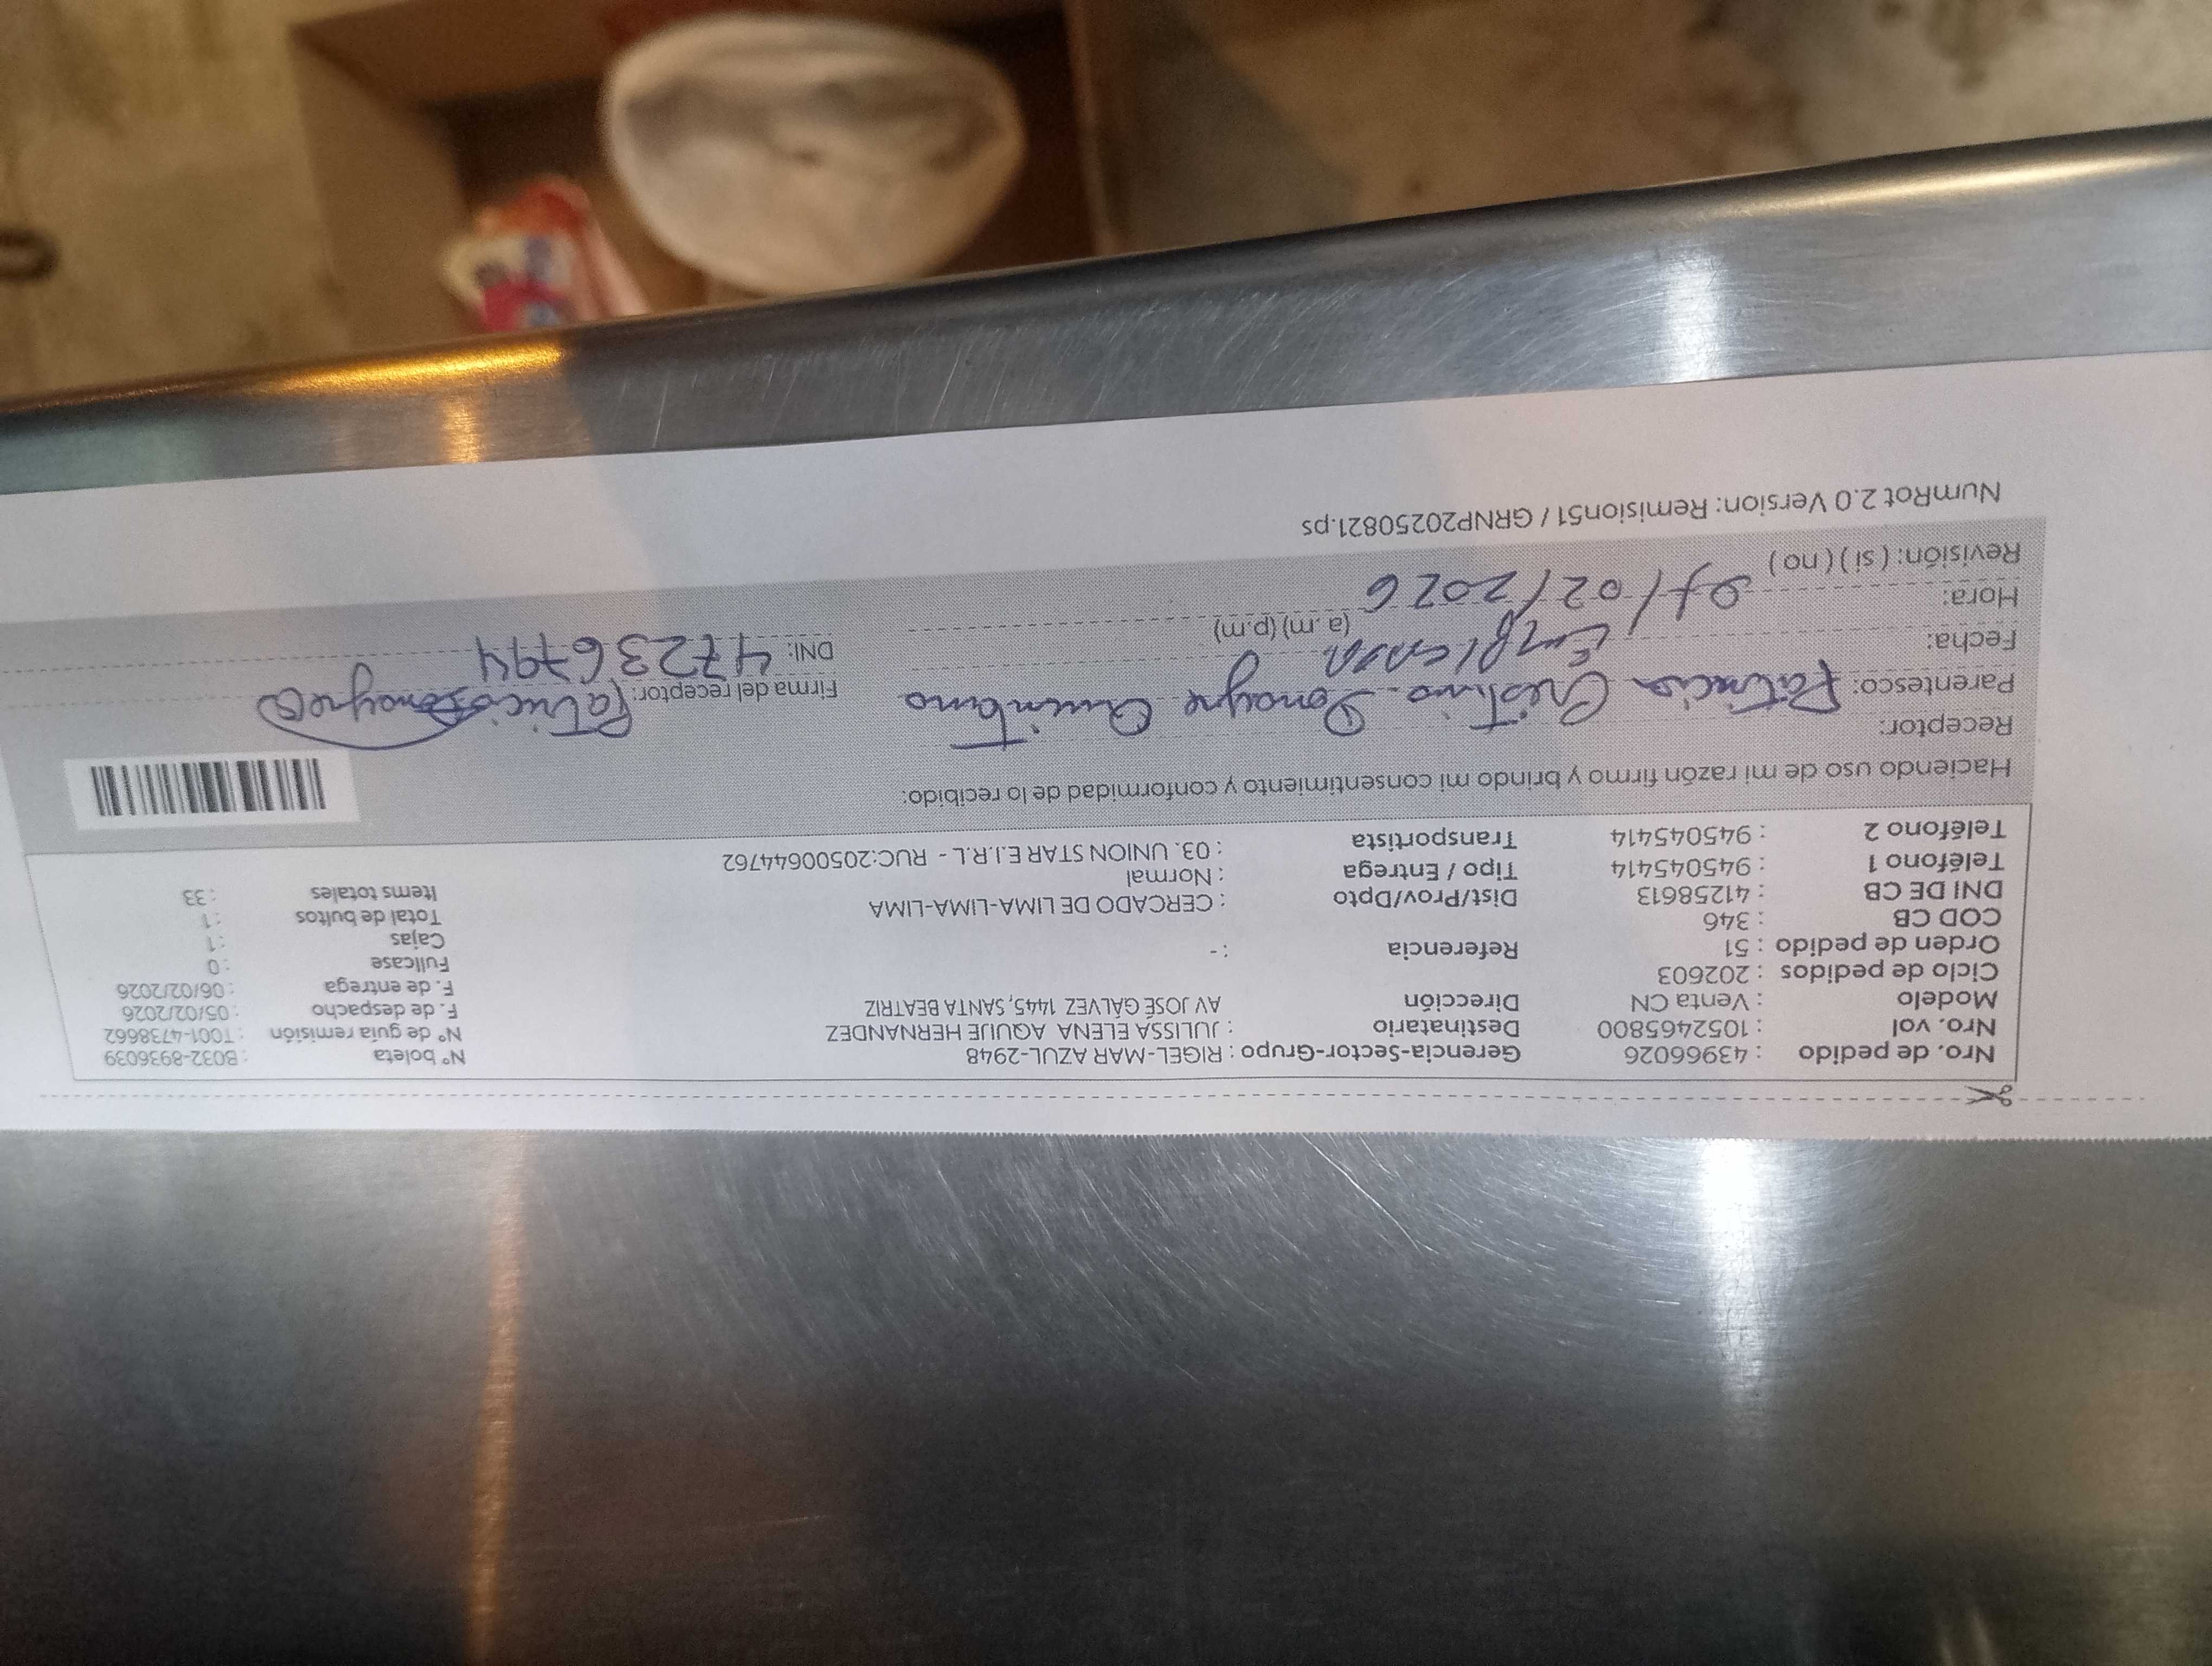 Nro. de pedido : 43966026 Gerencia-Sector-Grupo : RIGEL-MAR AZUL-2948 N° boleta : B032-8936039
Nro. vol : 1052465800 Destinatario : JULISSA ELENA AQUIJE HERNANDEZ N° de guía remisión : T001-4738662
Modelo : Venta CN Dirección AV JOSÉ GÁLVEZ 1445, SANTA BEATRIZ F. de despacho : 05/02/2026
Ciclo de pedidos : 202603 F. de entrega : 06/02/2026
Orden de pedido : 51 Referencia : - Fullcase : 0
COD CB : 346 Cajas : 1
DNI DE CB : 41258613 Dist/Prov/Dpto : CERCADO DE LIMA-LIMA-LIMA Total de bultos : 1
Teléfono 1 : 945045414 Tipo / Entrega : Normal Items totales : 33
Teléfono 2 : 945045414 Transportista : 03. UNION STAR E.I.R.L - RUC:20500644762
Haciendo uso de mi razón firmo y brindo mi consentimiento y conformidad de lo recibido:
Receptor:
Parentesco: Patricia Cristina Donayre Quintano Firma del receptor: Patricia Donayre
Fecha: DNI: 47236794
Hora: (a.m) (p.m)
Revisión: ( si ) ( no ) /02/2026
NumRot 2.0 Version: Remision51 / GRNP20250821.ps